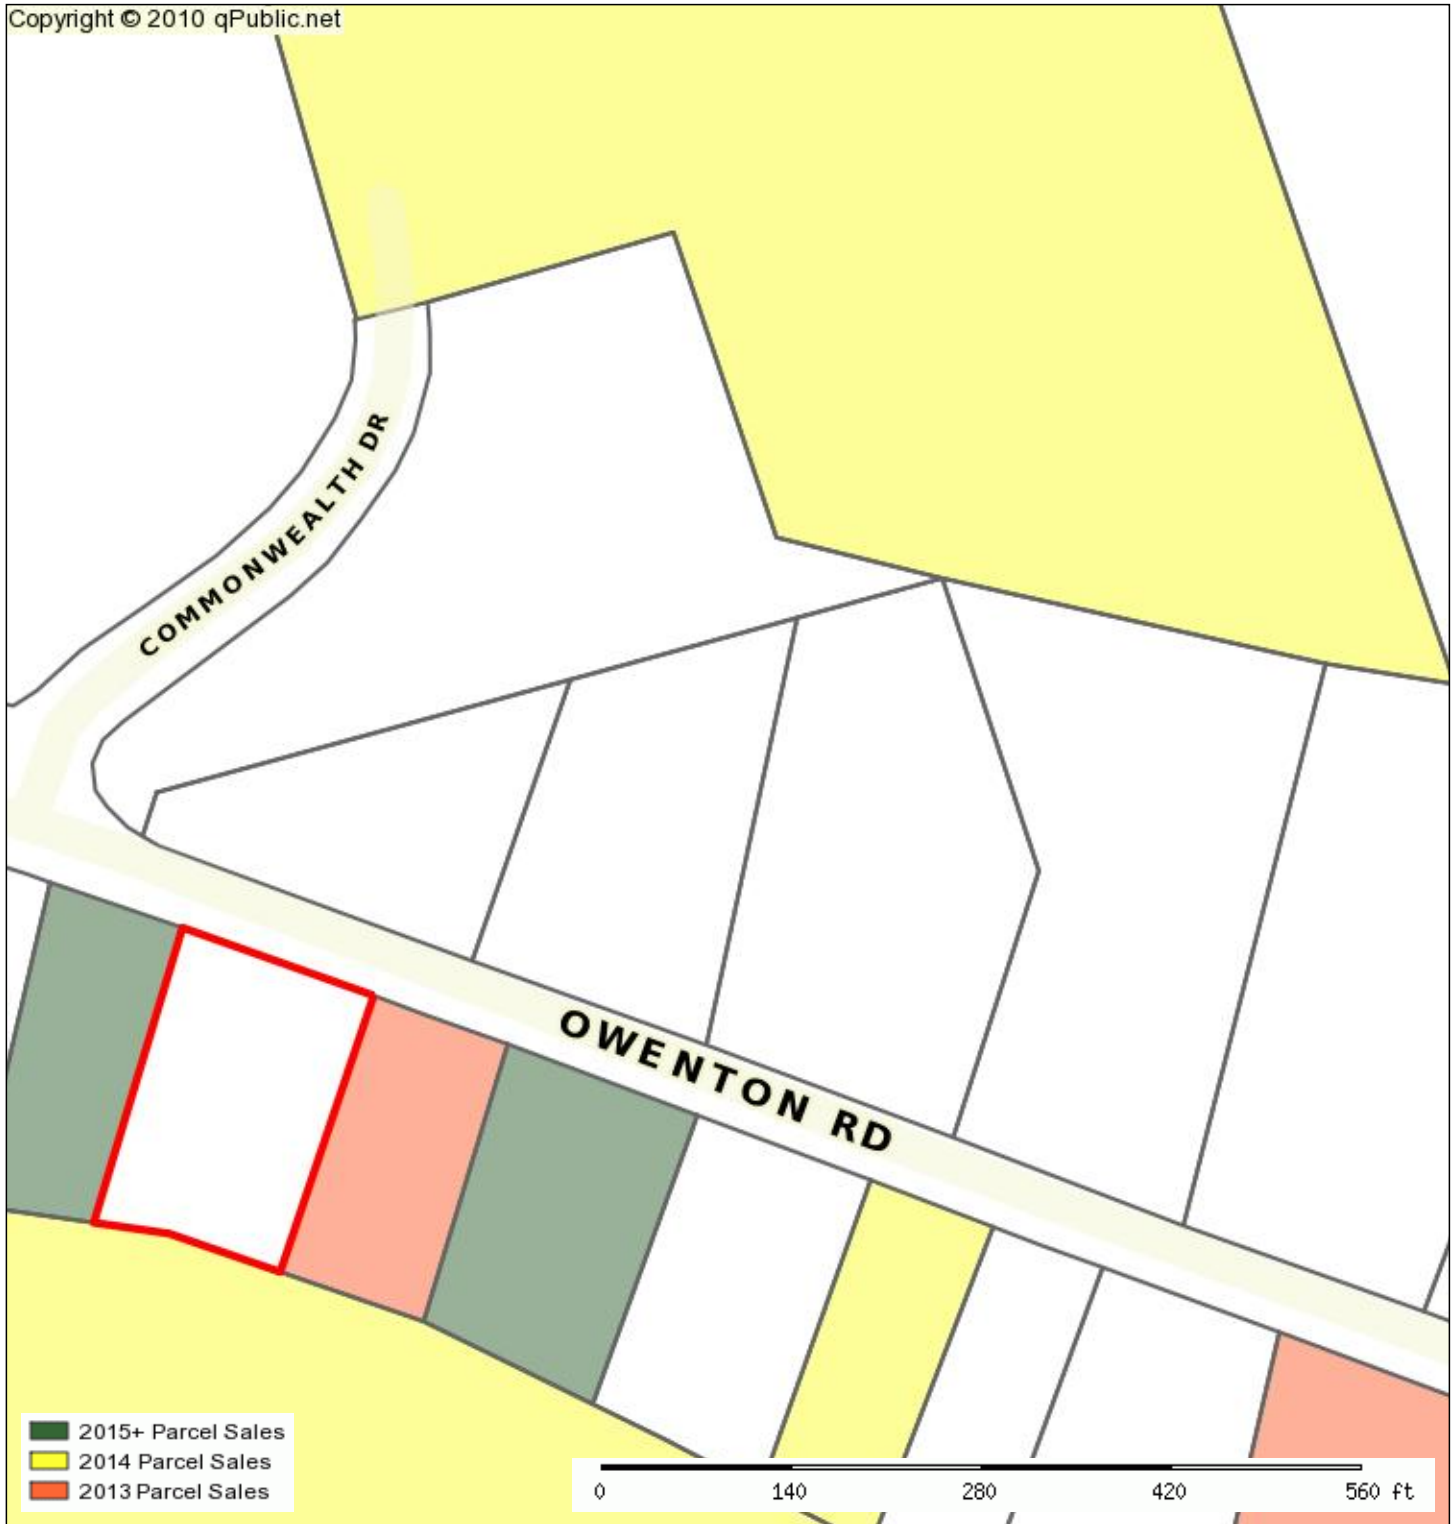 Copyright © 2010 qPublic.net
COMMONWEALTH DR
OWENTON RD
2015+ Parcel Sales
2014 Parcel Sales
2013 Parcel Sales
0 140 280 420 560 ft